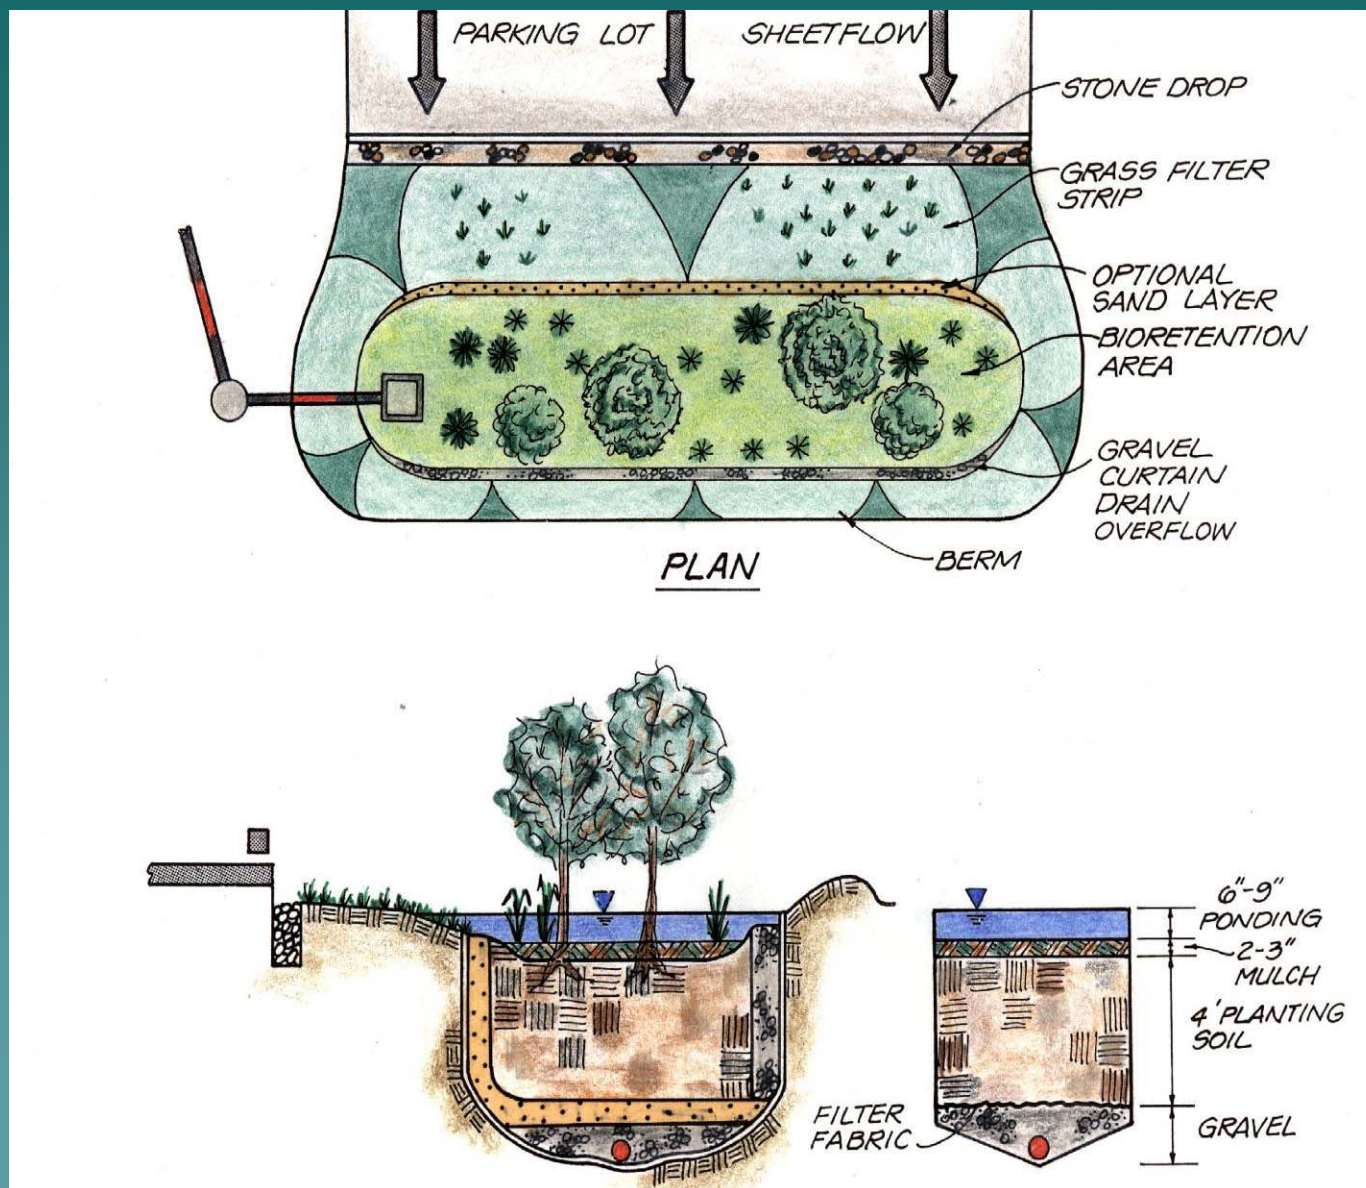 PARKING LOT
SHEETFLOW
STONE DROP
GRASS FILTER
STRIP
OPTIONAL
SAND LAYER
BIORETENTION
AREA
GRAVEL
CURTAIN
DRAIN
OVERFLOW
BERM
PLAN
6"-9"
PONDING
2-3"
MULCH
4' PLANTING
SOIL
FILTER
FABRIC
GRAVEL